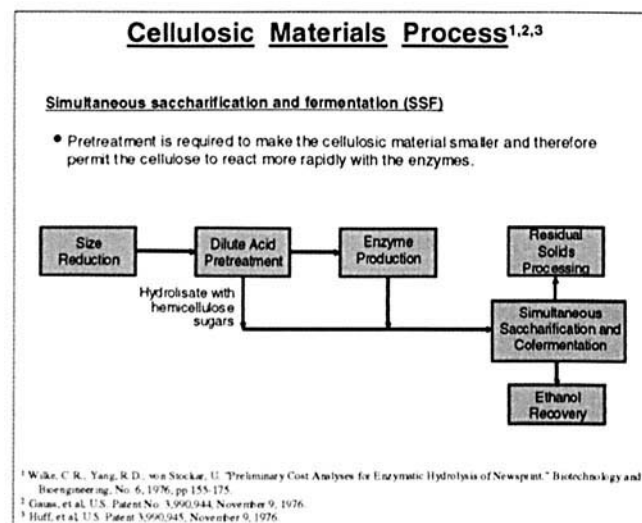 Cellulosic Materials Process1,2,3
Simultaneous saccharification and fermentation (SSF)
• Pretreatment is required to make the cellulosic material smaller and therefore
permit the cellulose to react more rapidly with the enzymes.
Size
Reduction
Dilute Acid
Pretreatment
Enzyme
Production
Residual
Solids
Processing
Hydrolisate with
hemicellulose
sugars
Simultaneous
Saccharification and
Cofermentation
Ethanol
Recovery
1 Wilke, C.R., Yang, R.D., von Stockar, U. "Preliminary Cost Analyses for Enzymatic Hydrolysis of Newsprint." Biotechnology and
Bioengineering, No. 6, 1976, pp 155-175.
2 Gauss, et al, U.S. Patent No. 3,990,944, November 9, 1976.
3 Huff, et al, U.S. Patent 3,990,945, November 9, 1976.